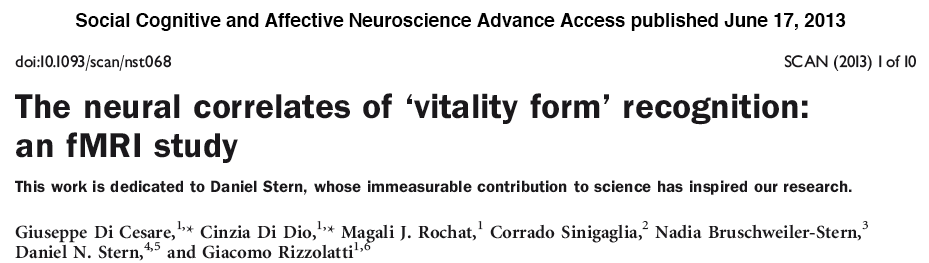 Social Cognitive and Affective Neuroscience Advance Access published June 17, 2013
doi:10.1093/scan/nst068
SCAN (2013) 1 of 10
The neural correlates of ‘vitality form’ recognition:
an fMRI study
This work is dedicated to Daniel Stern, whose immeasurable contribution to science has inspired our research.
Giuseppe Di Cesare,1,* Cinzia Di Dio,1,* Magali J. Rochat,1 Corrado Sinigaglia,2 Nadia Bruschweiler-Stern,3
Daniel N. Stern,4,5 and Giacomo Rizzolatti1,6